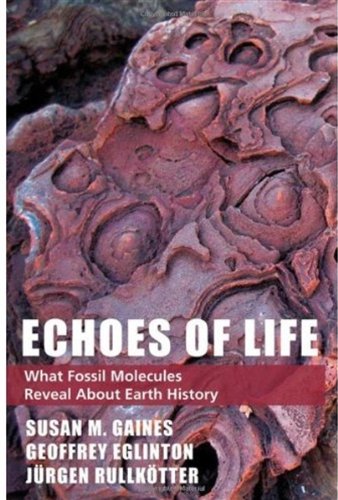 ECHOES OF LIFE
What Fossil Molecules
Reveal About Earth History
SUSAN M. GAINES
GEOFFREY EGLINTON
JÜRGEN RULLKÖTTER